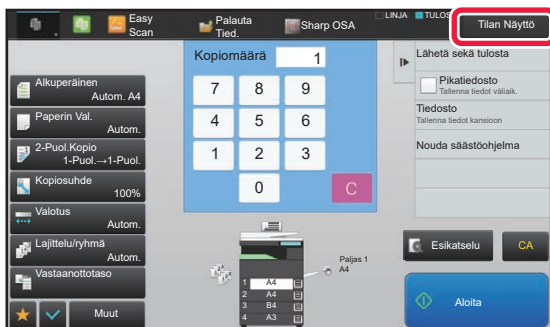 Easy
Scan
Palauta
Tied.
Sharp OSA
LINJA
TULOS
Tilan Näyttö
Kopiomäärä
1
Alkuperäinen
Autom. A4
Paperin Val.
Autom.
2-Puol.Kopio
1-Puol.→1-Puol.
Kopiosuhde
100%
Valotus
Autom.
Lajittelu/ryhmä
Autom.
Vastaanottotaso
Muut
7 8 9
4 5 6
1 2 3
0 C
Paljas 1
A4
1 A4
2 A4
3 B4
4 A3
Lähetä sekä tulosta
Pikatiedosto
Tallenna tiedot väliaik.
Tiedosto
Tallenna tiedot kansioon
Nouda säästöohjelma
Esikatselu
CA
Aloita